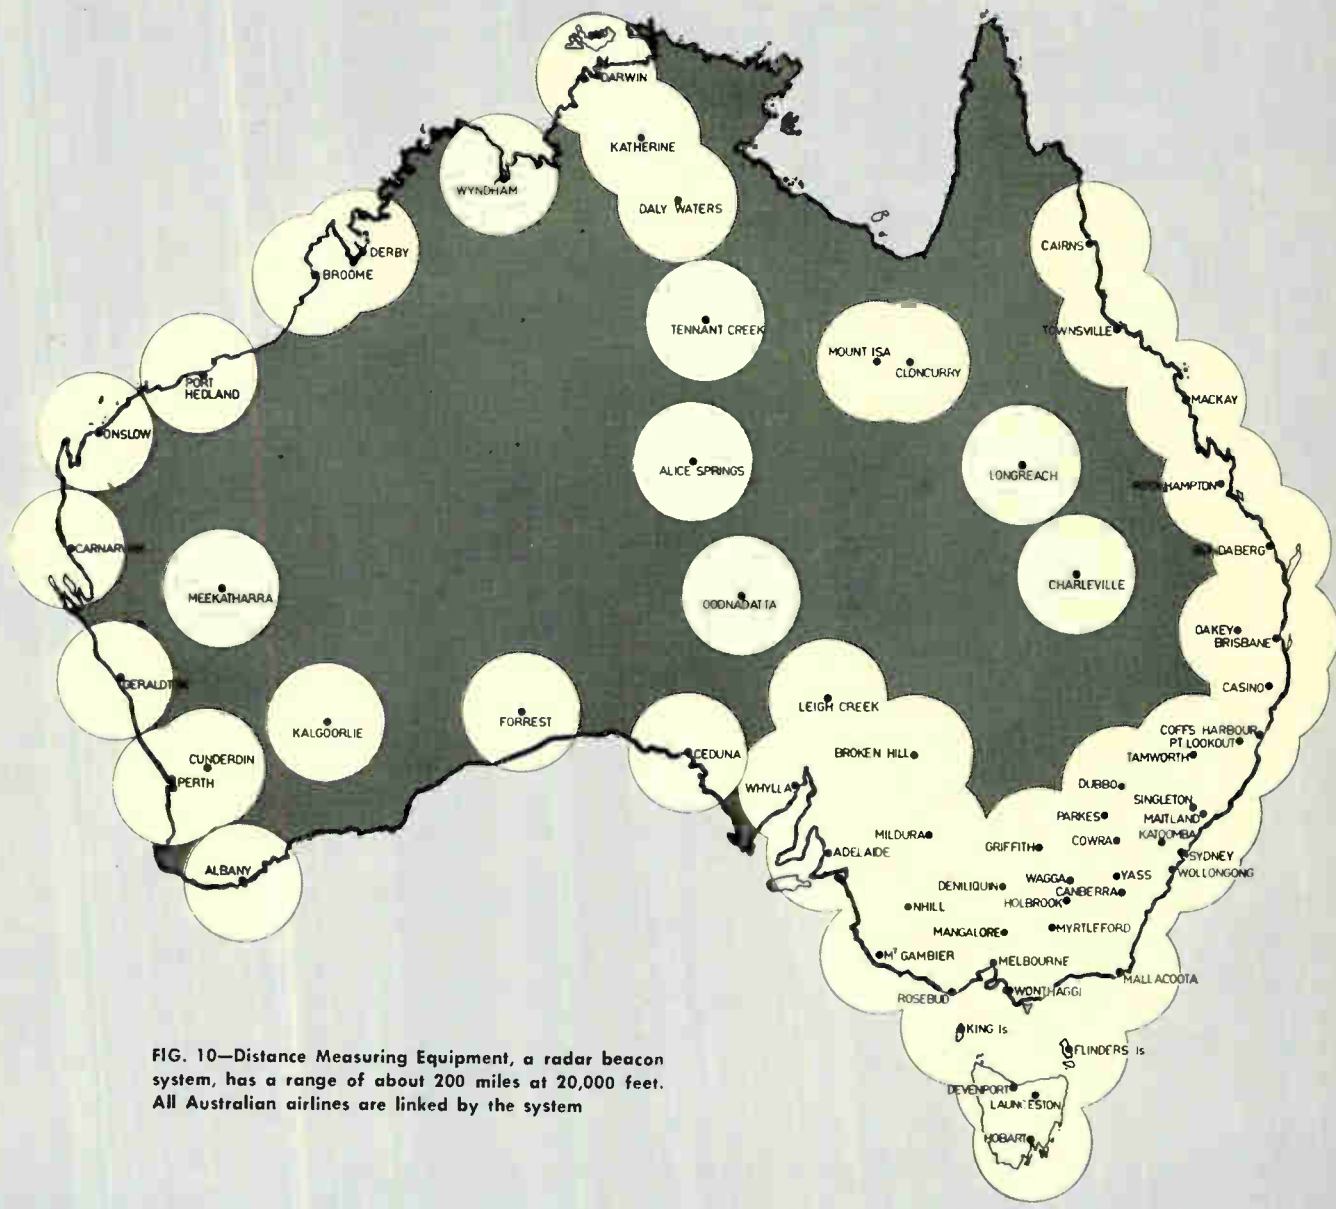 DARWIN
KATHERINE
WYNDHAM
DALY WATERS
DERBY
BROOME
CAIRNS
TENNANT CREEK
TOWNSVILLE
MOUNT ISA
CLONCURRY
PORT
HEDLAND
MACKAY
ONSLOW
ALICE SPRINGS
LONGREACH
HAMPTON
CARNARV
DABERG
MEEKATHARRA
OODNADATTA
CHARLEVILLE
OAKEY
BRISBANE
GERALDT
CASINO
LEIGH CREEK
FORREST
KALGOORLIE
COFFS HARBOUR
PT LOOKOUT
CEDUNA
BROKEN HILL
TAMWORTH
CUNDERDIN
PERTH
WHYLLA
DUBBO
SINGLETON
PARKES
MAITLAND
MILDURA
KATOOMBA
GRIFFITH
COWRA
ADELAIDE
SYDNEY
ALBANY
WOLLONGONG
WAGGA
YASS
DENILIQUIN
CANBERRA
HOLBROOK
NHILL
MANGALORE
MYRTLEFORD
MT GAMBIER
MELBOURNE
MALLACOOTA
ROSEBUD
WONTHAGGI
KING Is
FLINDERS Is
DEVENPORT
LAUNCESTON
HOBART
FIG. 10—Distance Measuring Equipment, a radar beacon
system, has a range of about 200 miles at 20,000 feet.
All Australian airlines are linked by the system